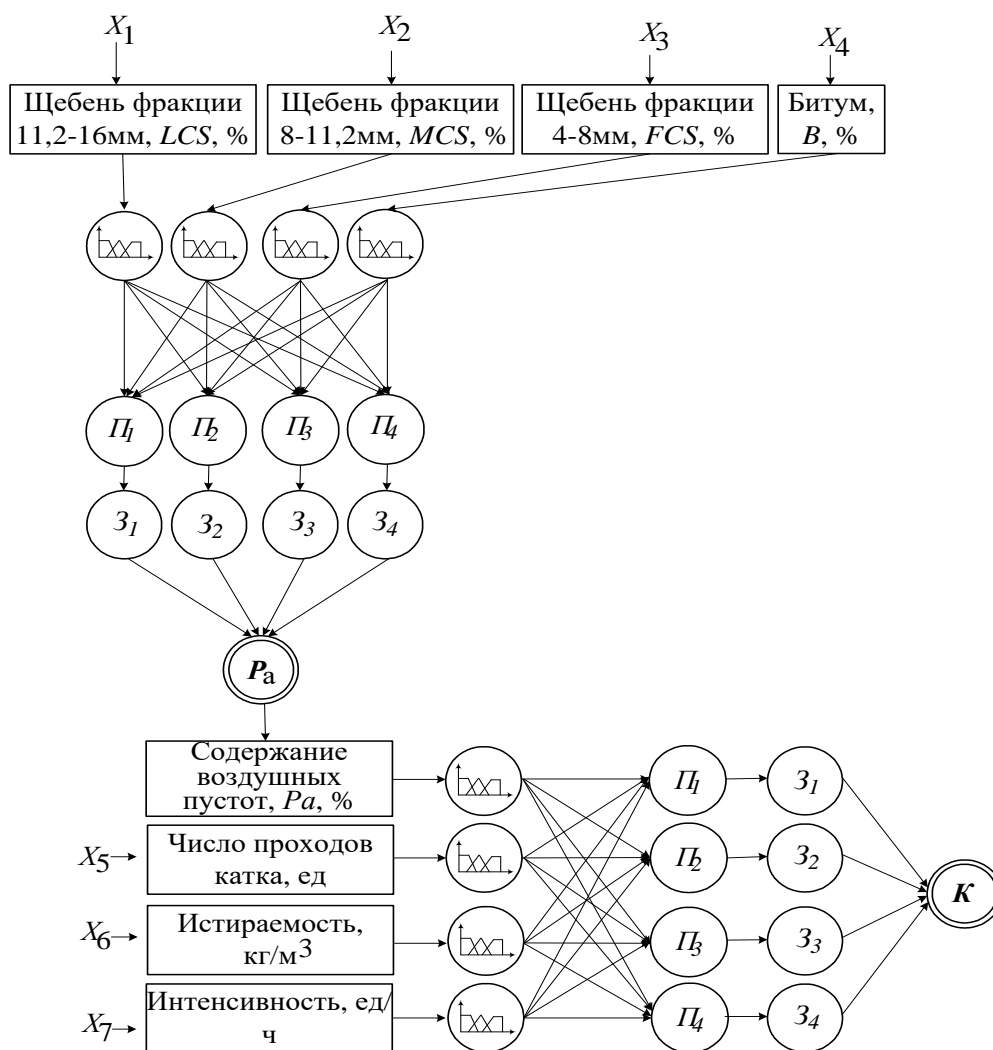 X1
X2
X3
X4
Щебень фракции
11,2-16мм, LCS, %
Щебень фракции
8-11,2мм, MCS, %
Щебень фракции
4-8мм, FCS, %
Битум,
B, %
П1
П2
П3
П4
З1
З2
З3
З4
Pa
Содержание
воздушных
пустот, Pa, %
П1
З1
X5
Число проходов
катка, ед
П2
З2
К
X6
Истираемость,
кг/м3
П3
З3
X7
Интенсивность, ед/
ч
П4
З4